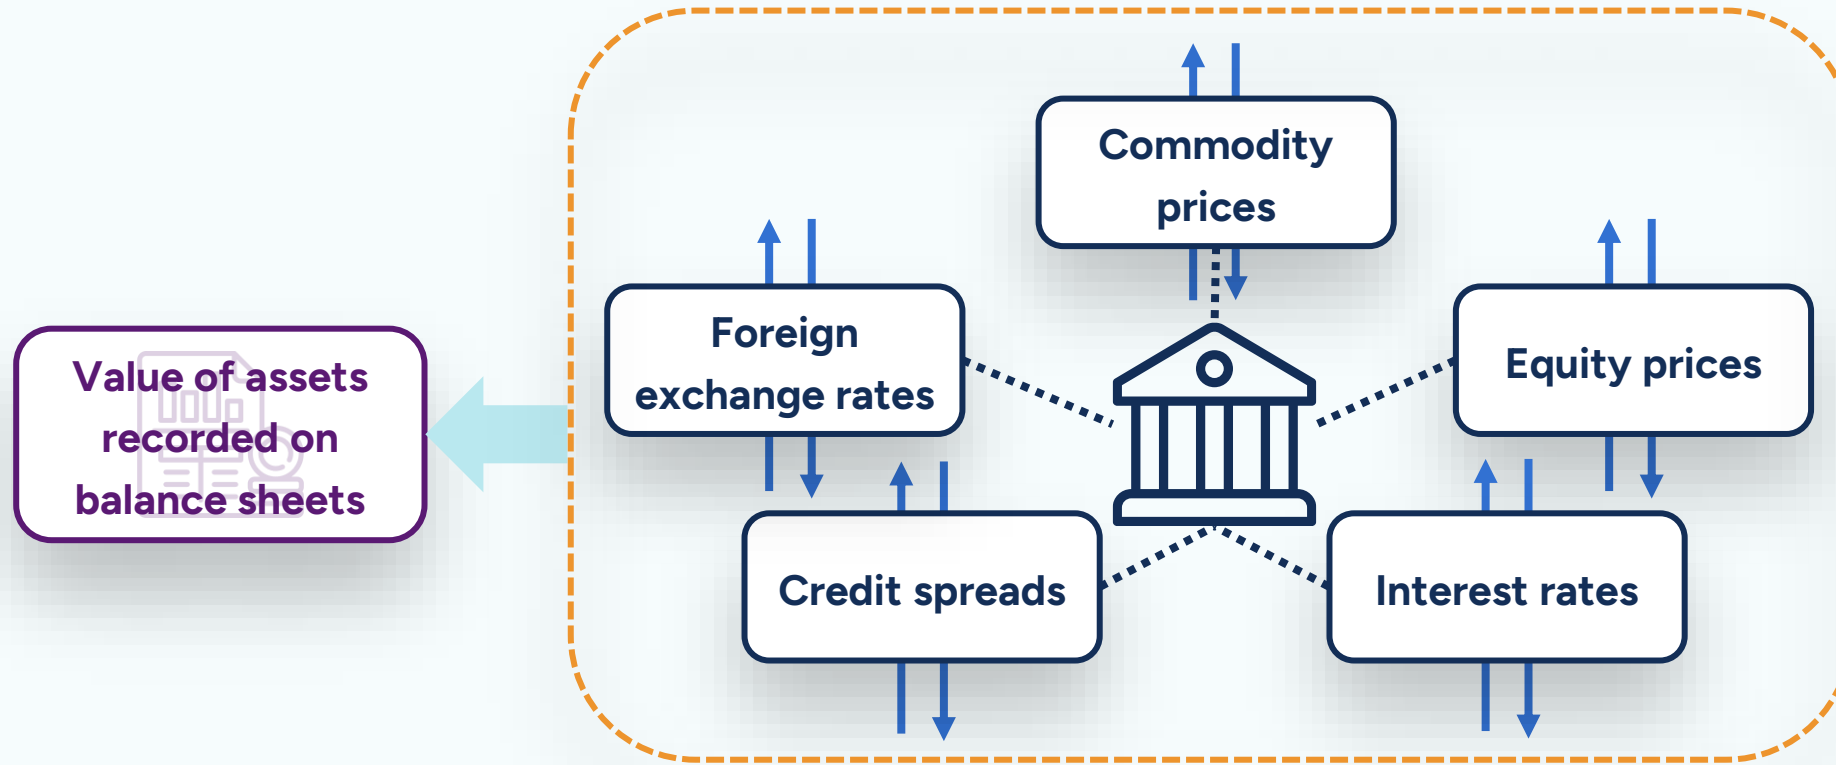 Commodity
prices
Foreign
exchange rates
Equity prices
Value of assets
recorded on
balance sheets
Credit spreads
Interest rates